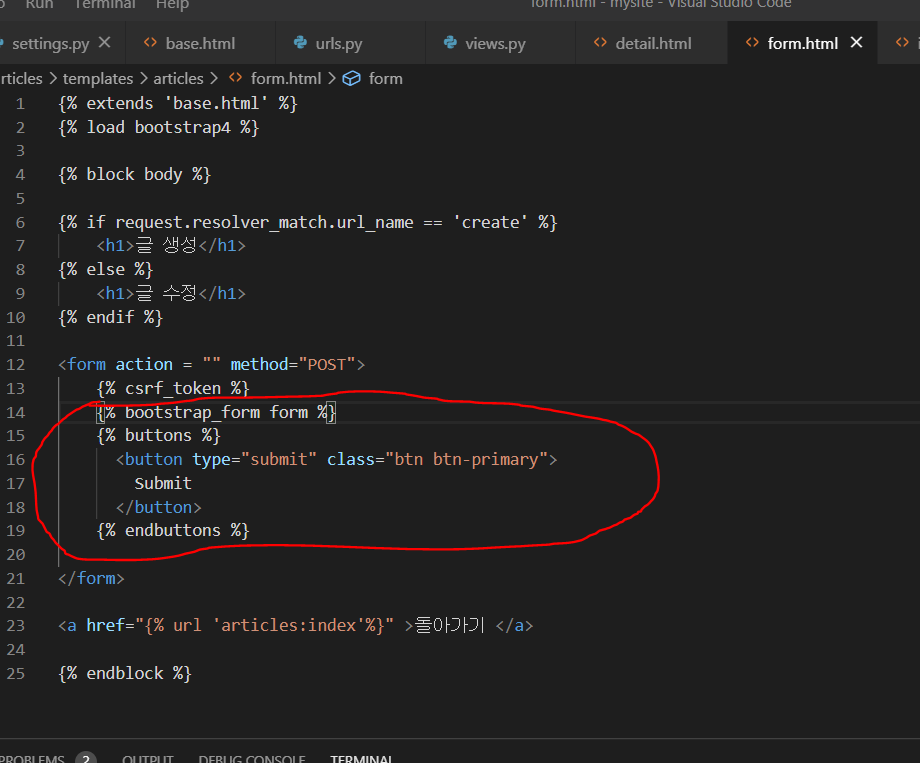 Run Terminal Help form.html - mysite - Visual Studio Code
settings.py base.html urls.py views.py detail.html form.html
rticles > templates > articles > form.html > form
1 {% extends 'base.html' %}
2 {% load bootstrap4 %}
3
4 {% block body %}
5
6 {% if request.resolver_match.url_name == 'create' %}
7 <h1>글 생성</h1>
8 {% else %}
9 <h1>글 수정</h1>
10 {% endif %}
11
12 <form action = "" method="POST">
13 {% csrf_token %}
14 {% bootstrap_form form %}
15 {% buttons %}
16 <button type="submit" class="btn btn-primary">
17 Submit
18 </button>
19 {% endbuttons %}
20
21 </form>
22
23 <a href="{% url 'articles:index'%}" >돌아가기 </a>
24
25 {% endblock %}
PROBLEMS 2 OUTPUT DEBUG CONSOLE TERMINAL